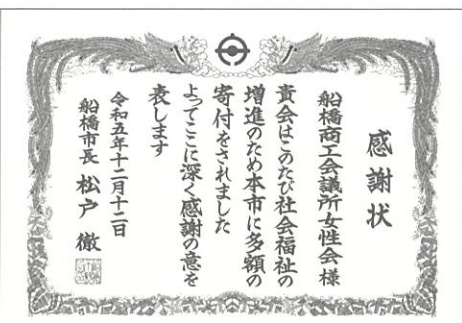 感謝状
船橋商工会議所女性会様
貴会はこのたび社会福祉の
増進のため本市に多額の
寄付をされました
よってここに深く感謝の意を
表します
令和五年十二月十二日
船橋市長 松戸 徹